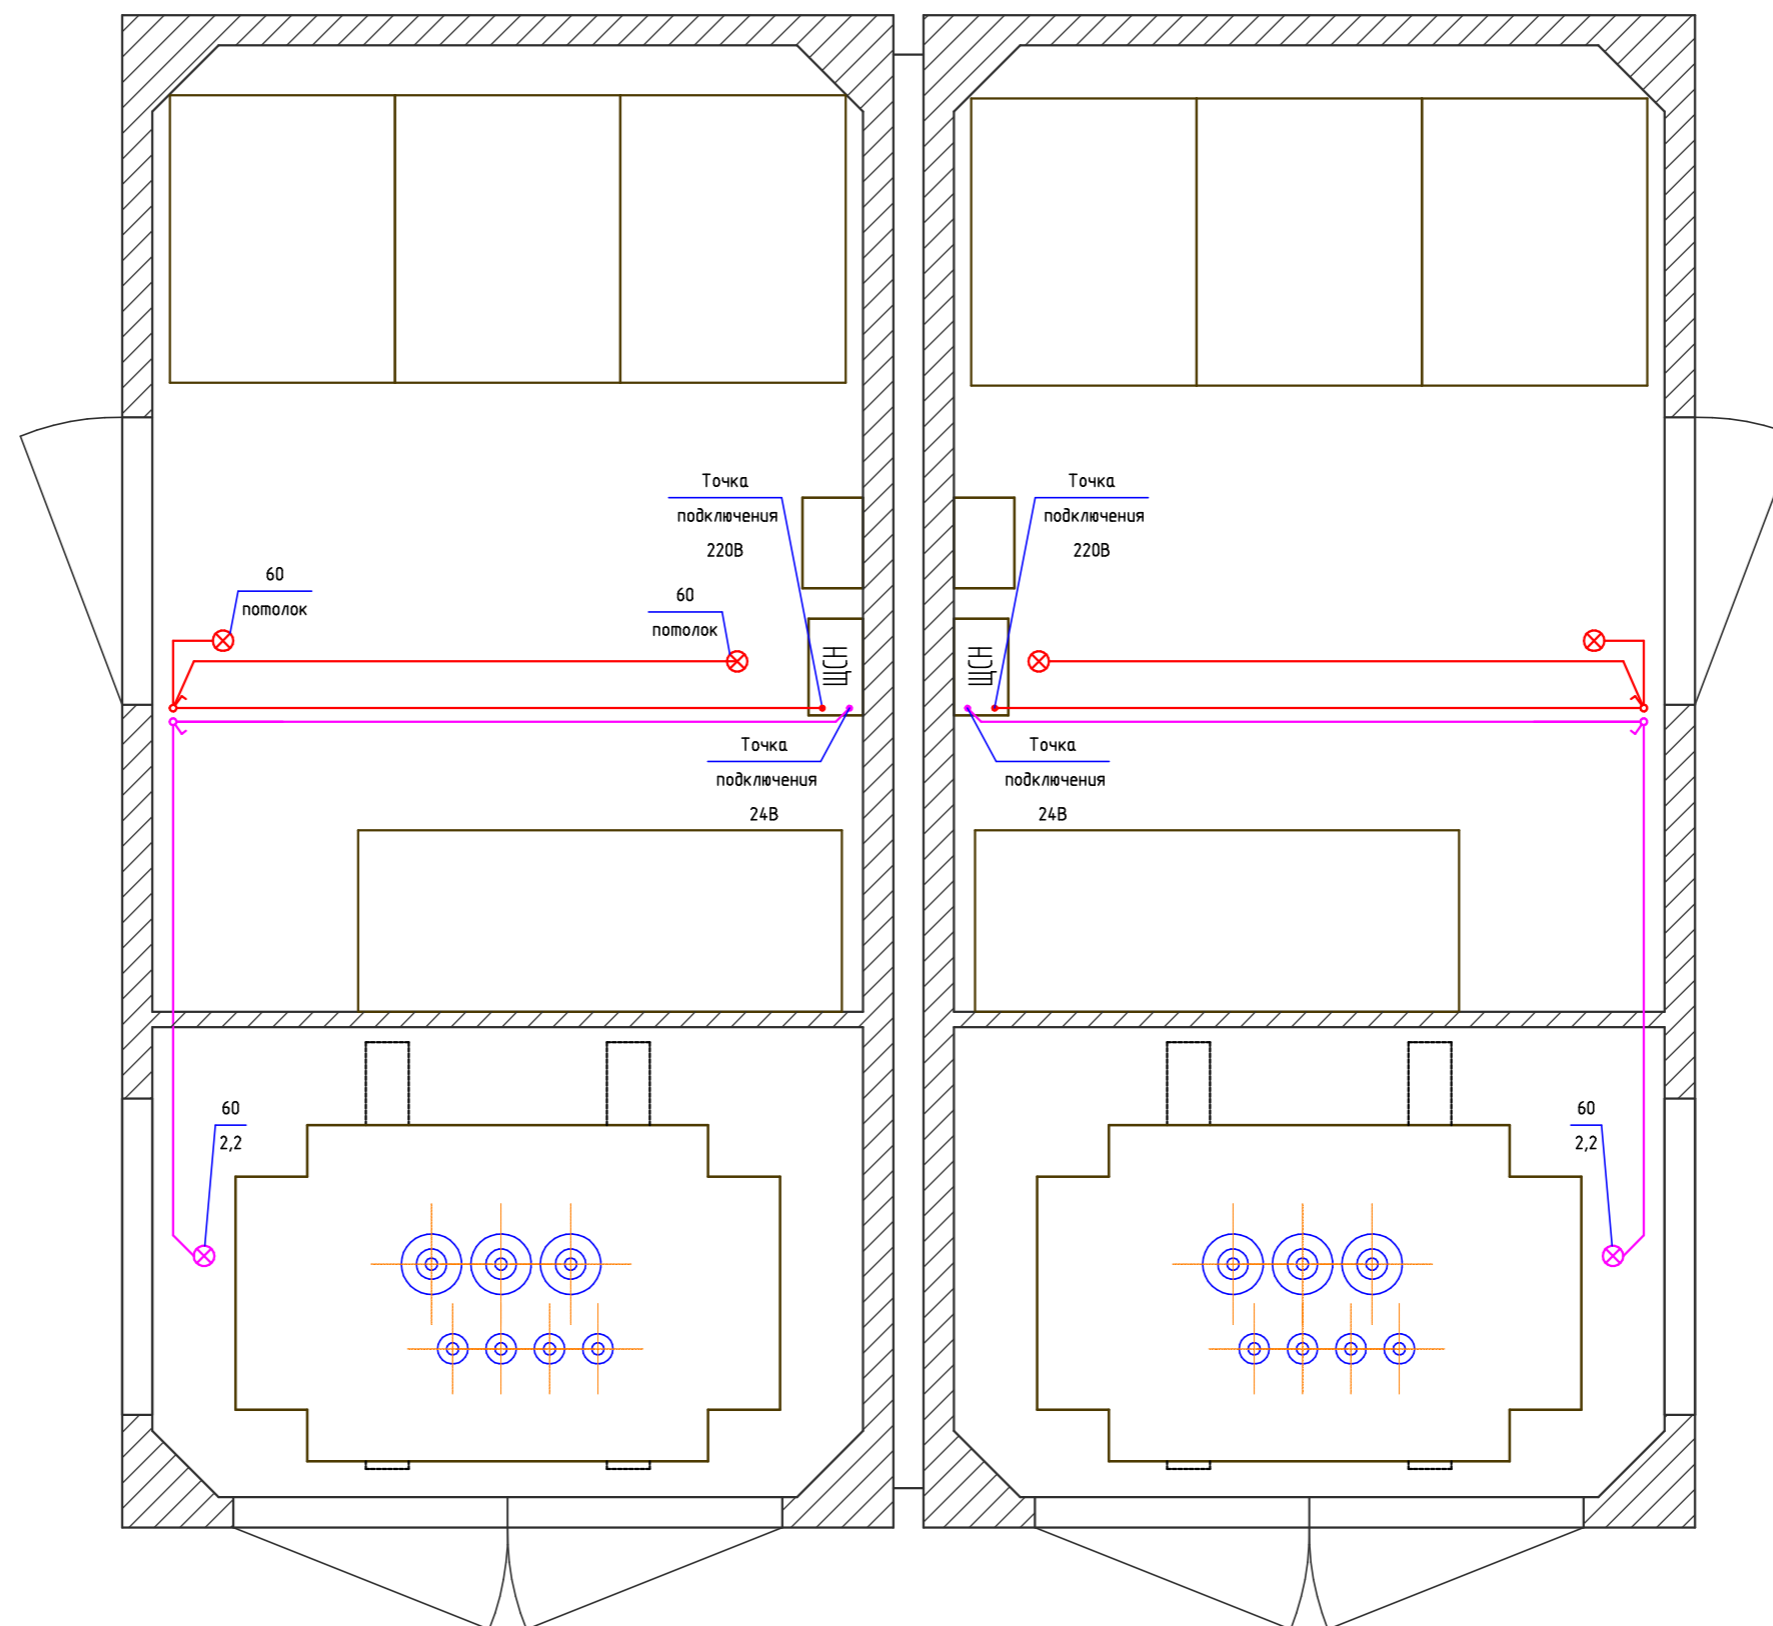 Точка
подключения
220В
Точка
подключения
220В
60
потолок
60
потолок
ЩСН
ЩСН
Точка
подключения
24В
Точка
подключения
24В
60
2,2
60
2,2